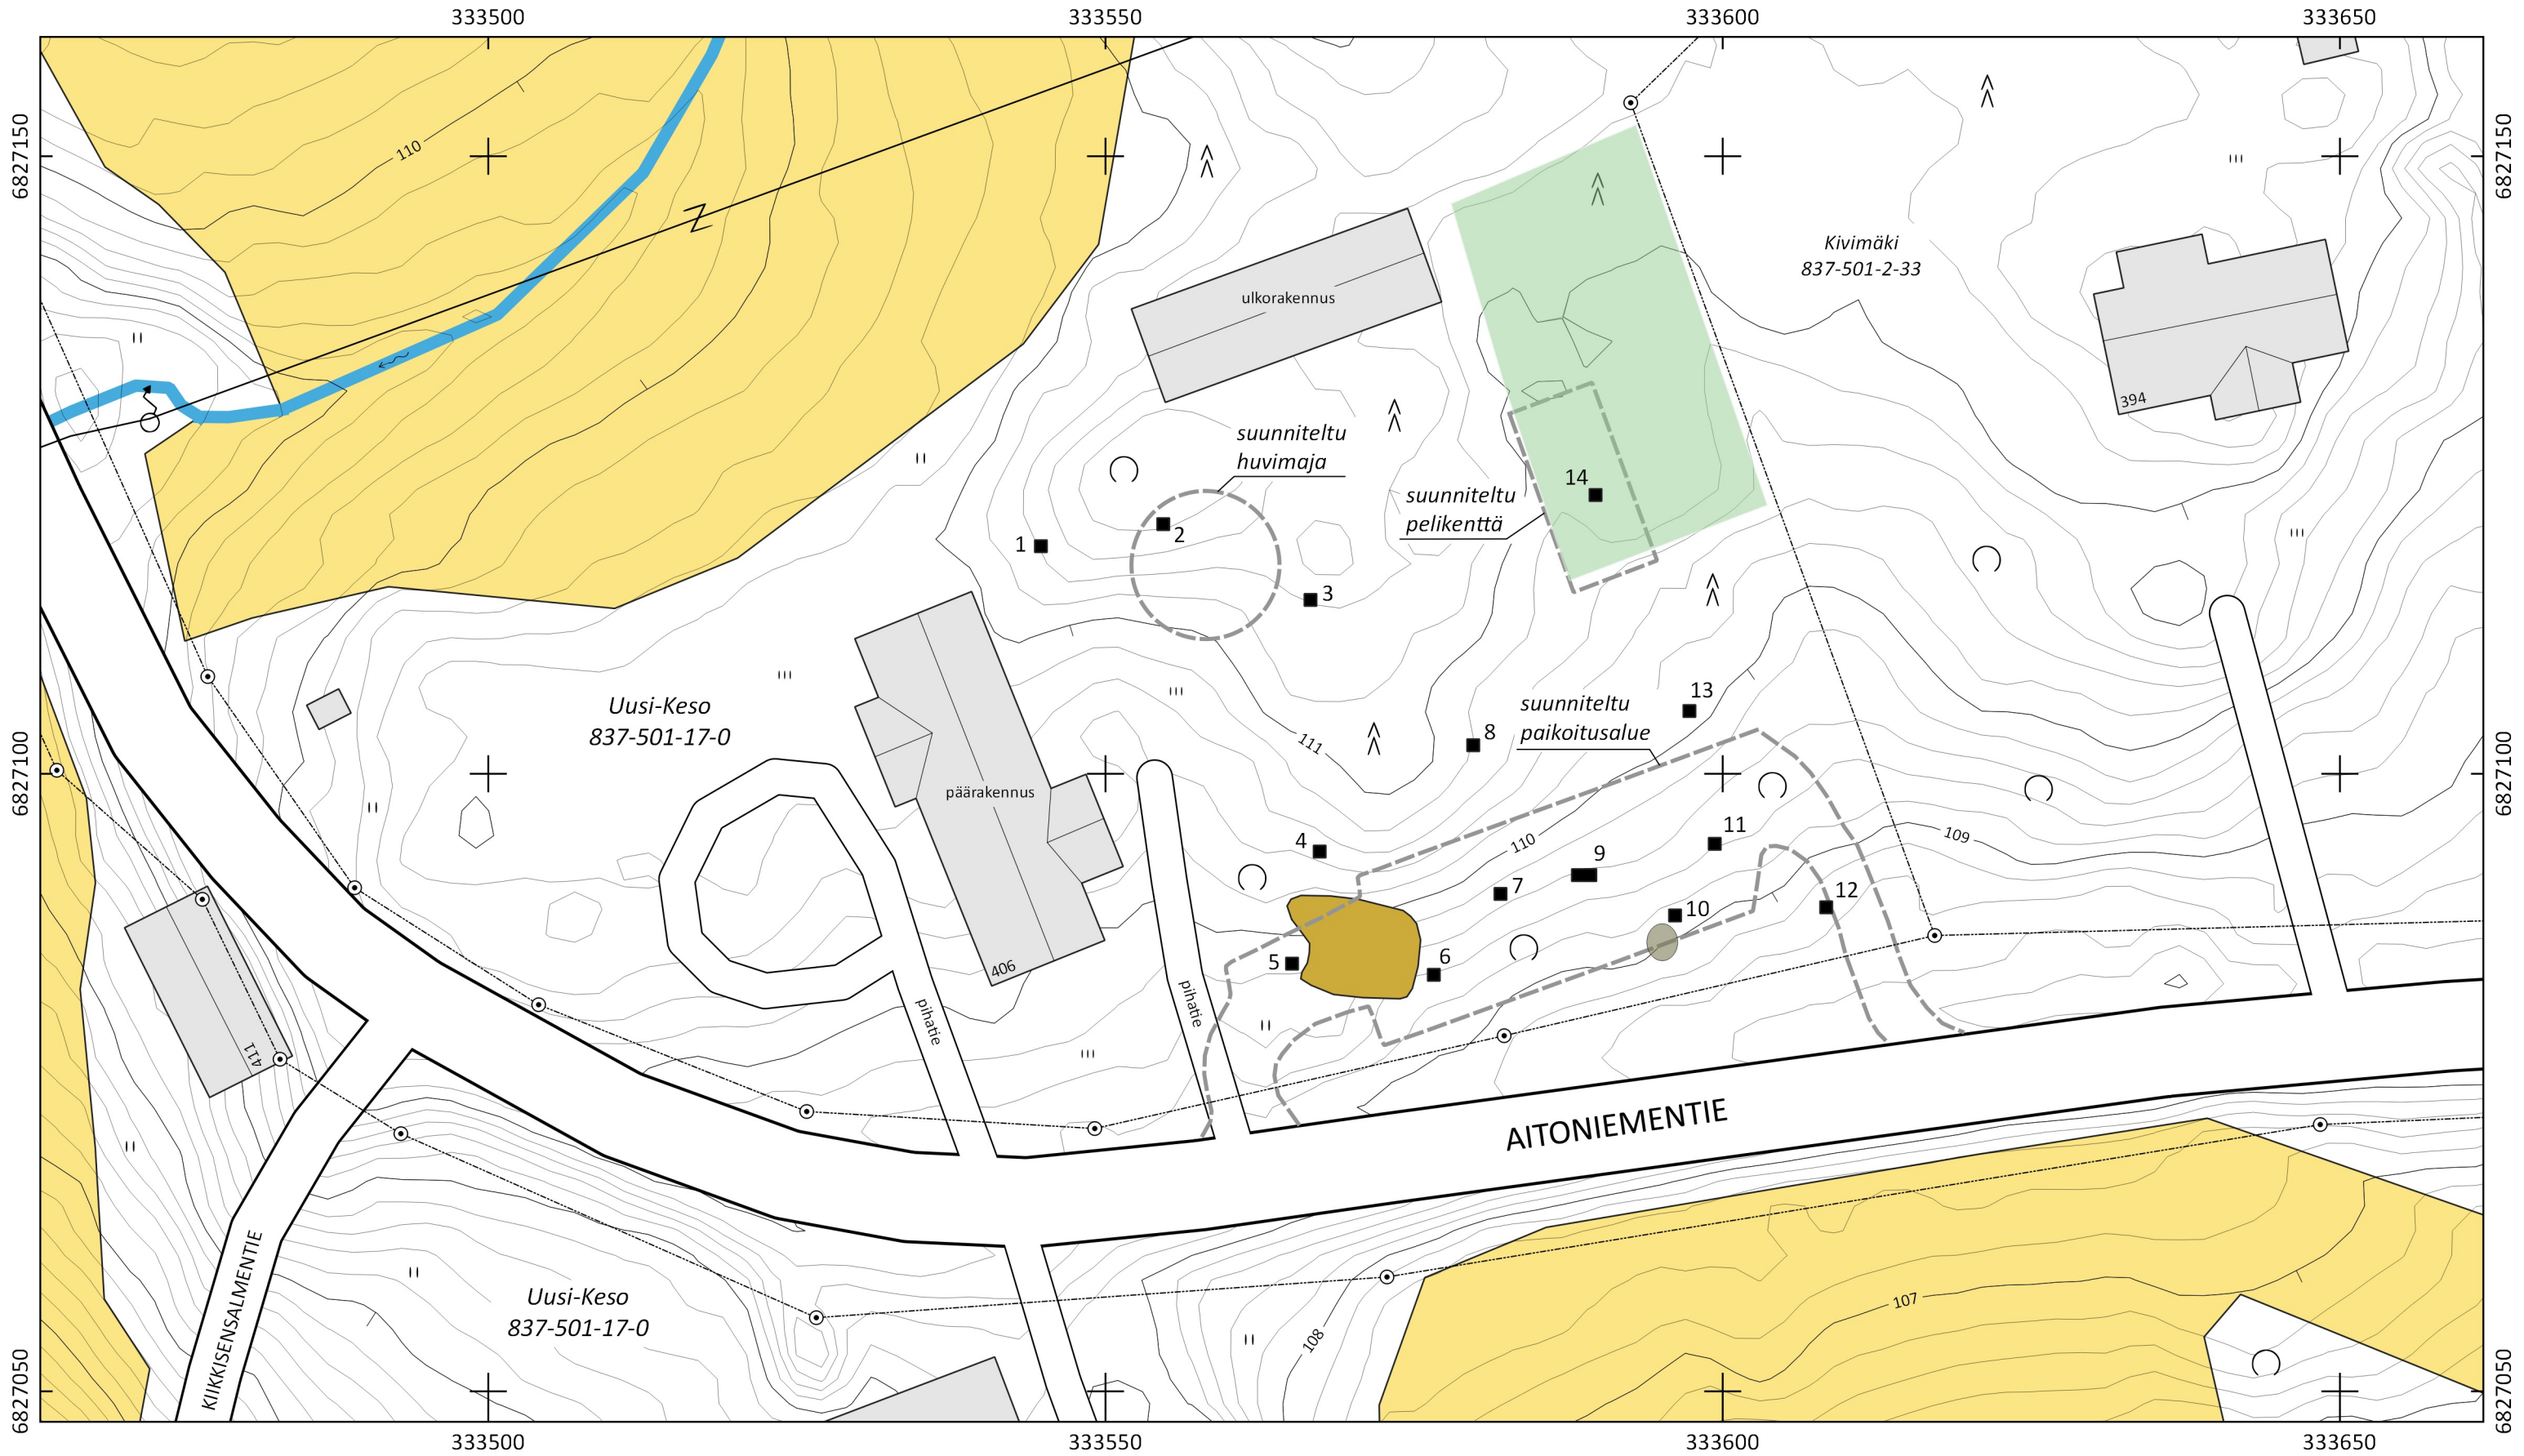 333500
333550
333600
333650
6827150
6827150
110
Kivimäki
837-501-2-33
ulkorakennus
394
suunniteltu
huvimaja
14
suunniteltu
pelikenttä
1
2
3
13
Uusi-Keso
837-501-17-0
suunniteltu
paikoitusalue
8
111
6827100
6827100
päärakennus
4
110
9
11
109
7
12
10
5
6
406
pihatie
pihatie
411
AITONIEMENTIE
KIIKKISENSALMENTIE
Uusi-Keso
837-501-17-0
107
108
6827050
6827050
333500
333550
333600
333650